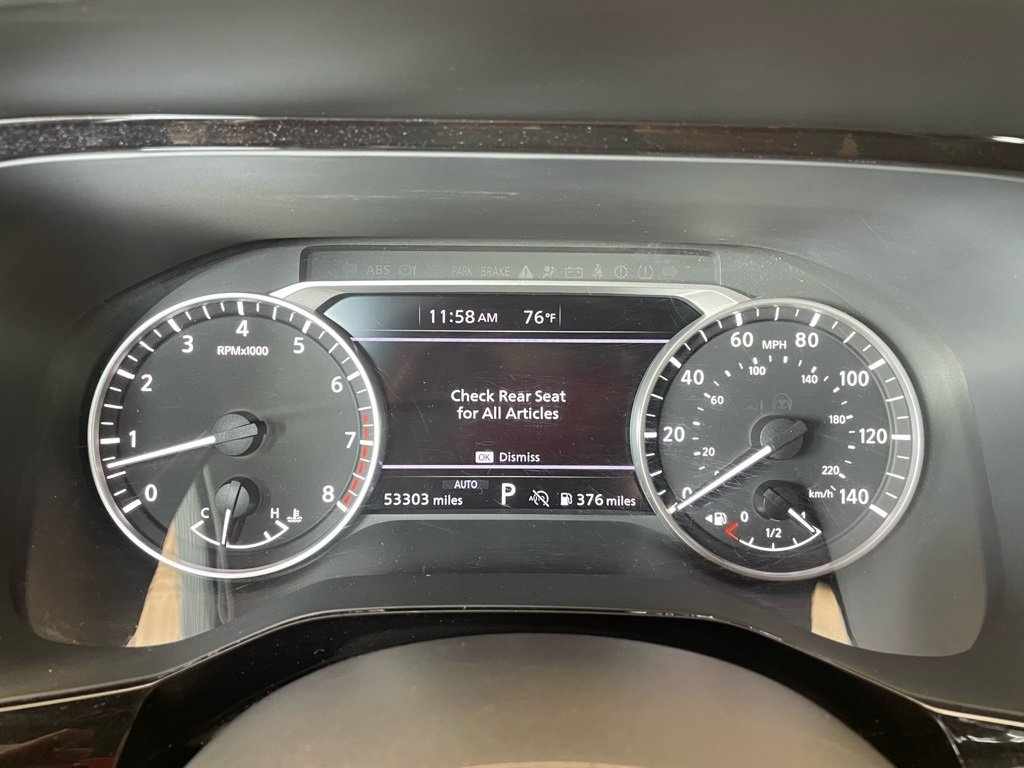 ABS
PARK BRAKE
11:58 AM 76°F
Check Rear Seat
for All Articles
OK Dismiss
AUTO
53303 miles P 376 miles
RPMx1000
0 1 2 3 4 5 6 7 8
C H
MPH
0 20 40 60 80 100 120 140
20 60 100 140 180 220
km/h
0 1/2 1